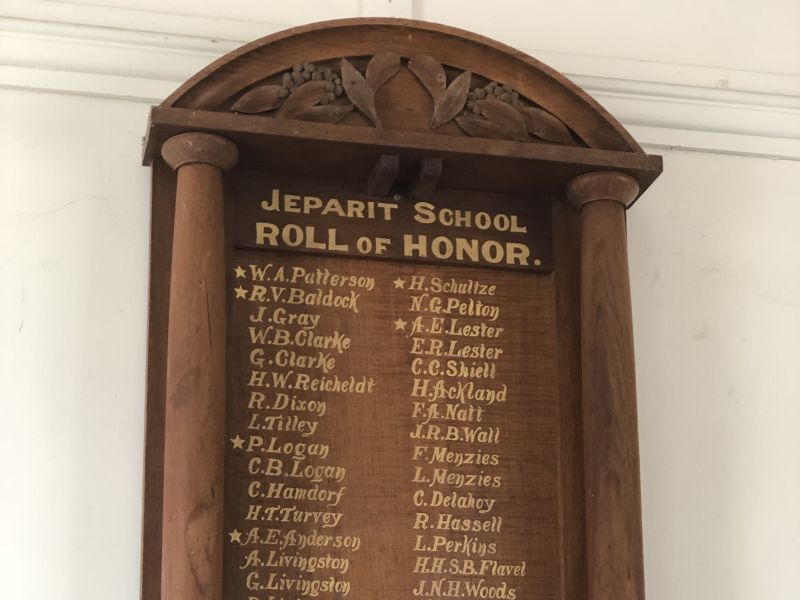 JEPARIT SCHOOL
ROLL OF HONOR.
★ W.A. Patterson
★ R.V. Baldock
J. Gray
W.B. Clarke
G. Clarke
H.W. Reicheldt
R. Dixon
L. Tilley
★ P. Logan
C.B. Logan
C. Hamdorf
H.T. Turvey
★ A.E. Anderson
A. Livingston
G. Livingston
★ H. Schultze
N.G. Pelton
★ A.E. Lester
E.R. Lester
C.C. Shiell
H. Ackland
F.A. Natt
J.R.B. Wall
F. Menzies
L. Menzies
C. Delahoy
R. Hassell
L. Perkins
H.H.S.B. Flavel
J.N.H. Woods